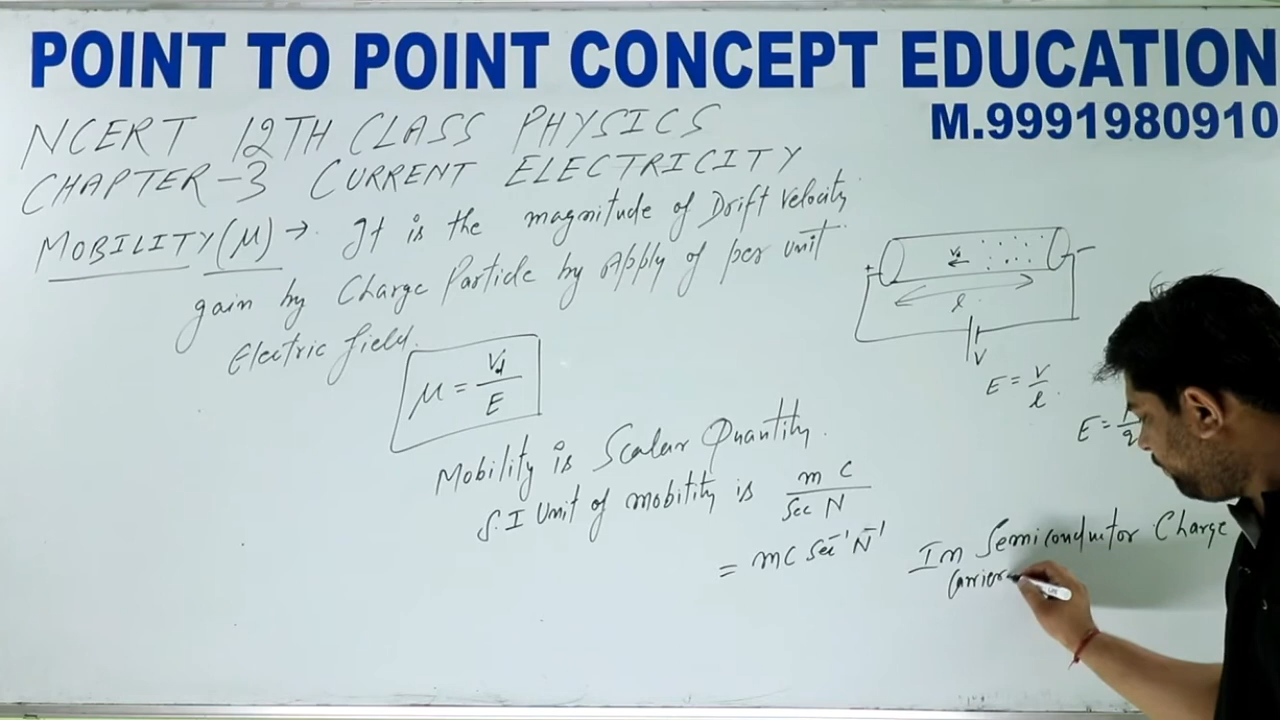 POINT TO POINT CONCEPT EDUCATION
M.9991980910
NCERT 12TH CLASS PHYSICS
CHAPTER-3 CURRENT ELECTRICITY
MOBILITY (μ) → It is the magnitude of Drift Velocity
gain by Charge Particle by Apply of per unit
Electric field.
μ = Vd/E
Mobility is Scalar Quantity.
S.I Unit of mobitity is m C / Sec N
= mC Sec⁻¹ N⁻¹
+ Vd −
l
V
E = V/l
E =
In Semiconductor Charge
Carrier